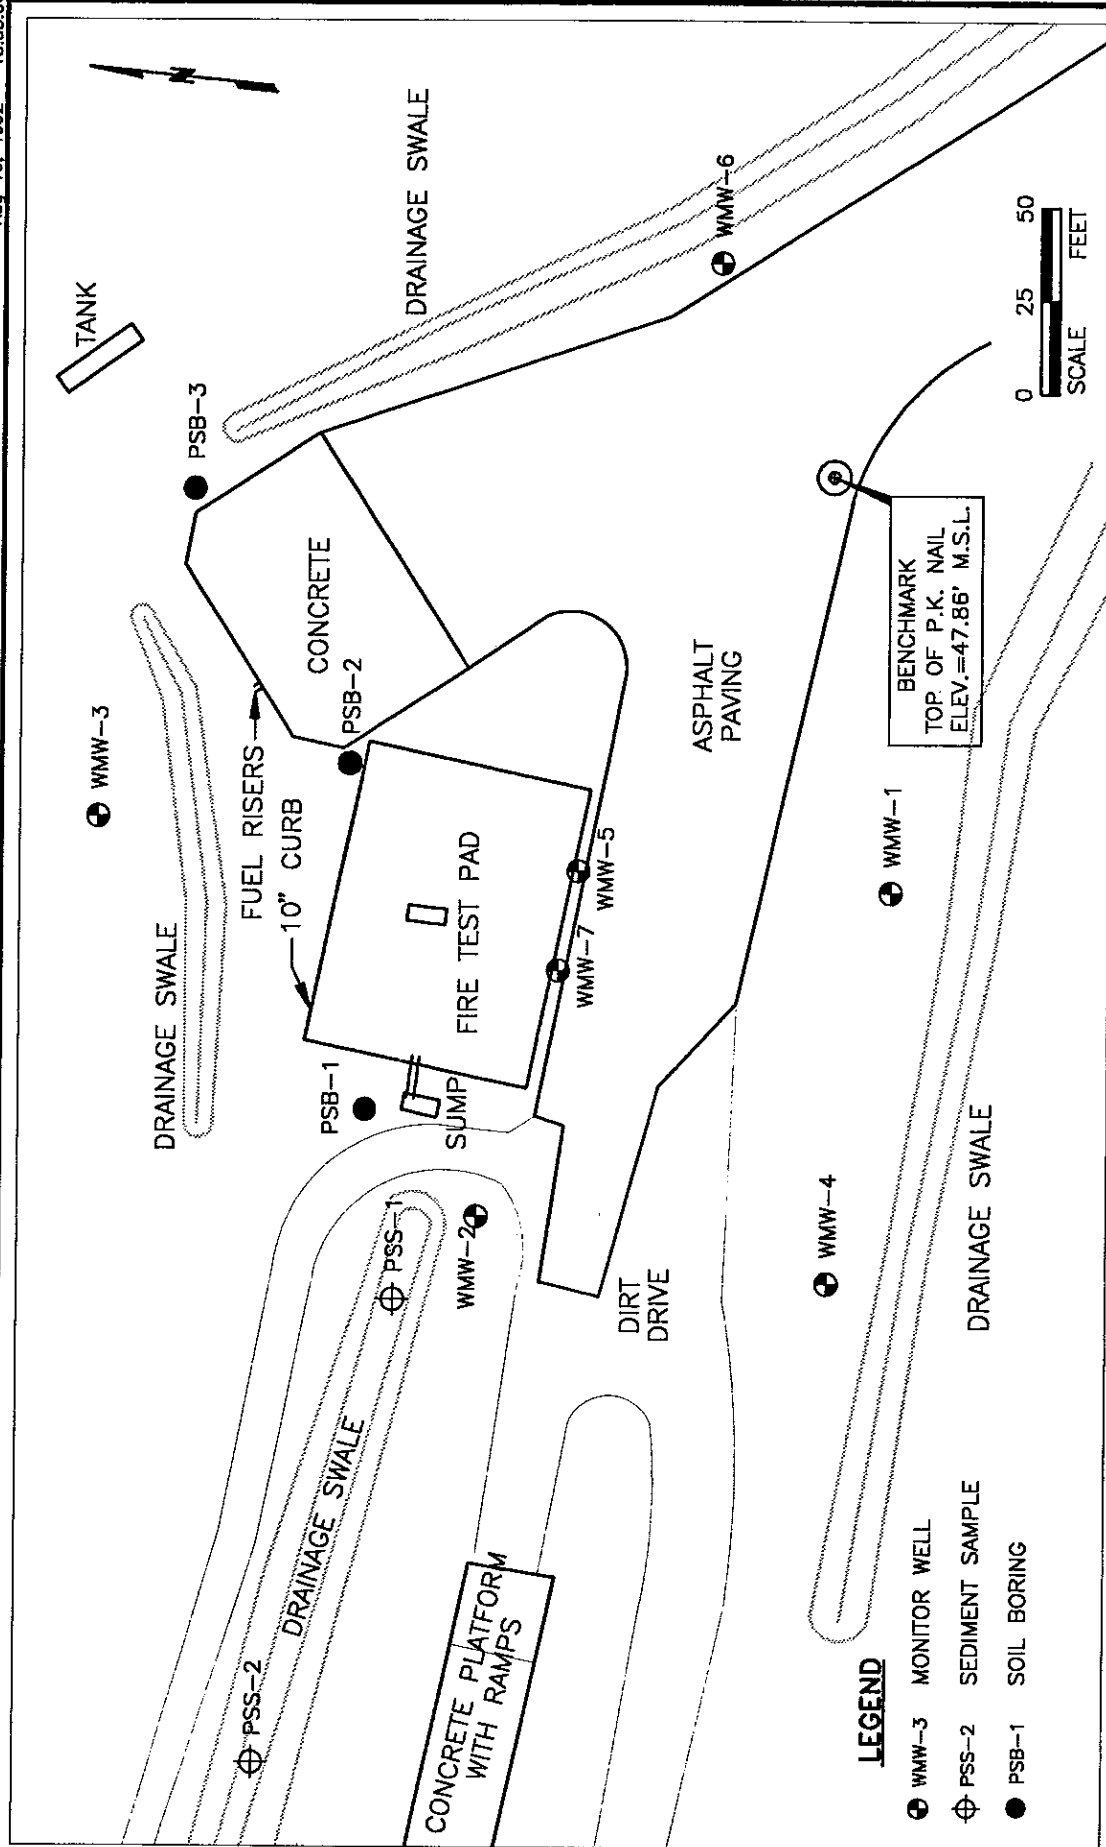 N
TANK
DRAINAGE SWALE
PSB-3
WMW-6
WMW-3
FUEL RISERS
10" CURB
CONCRETE
PSB-2
DRAINAGE SWALE
PSB-1
FIRE TEST PAD
SUMP
WMW-5
WMW-7
ASPHALT
PAVING
BENCHMARK
TOP OF P.K. NAIL
ELEV.=47.86' M.S.L.
0 25 50
SCALE FEET
PSS-1
WMW-2
DIRT
DRIVE
WMW-1
WMW-4
DRAINAGE SWALE
PSS-2
DRAINAGE SWALE
CONCRETE PLATFORM
WITH RAMPS
LEGEND
WMW-3 MONITOR WELL
PSS-2 SEDIMENT SAMPLE
PSB-1 SOIL BORING